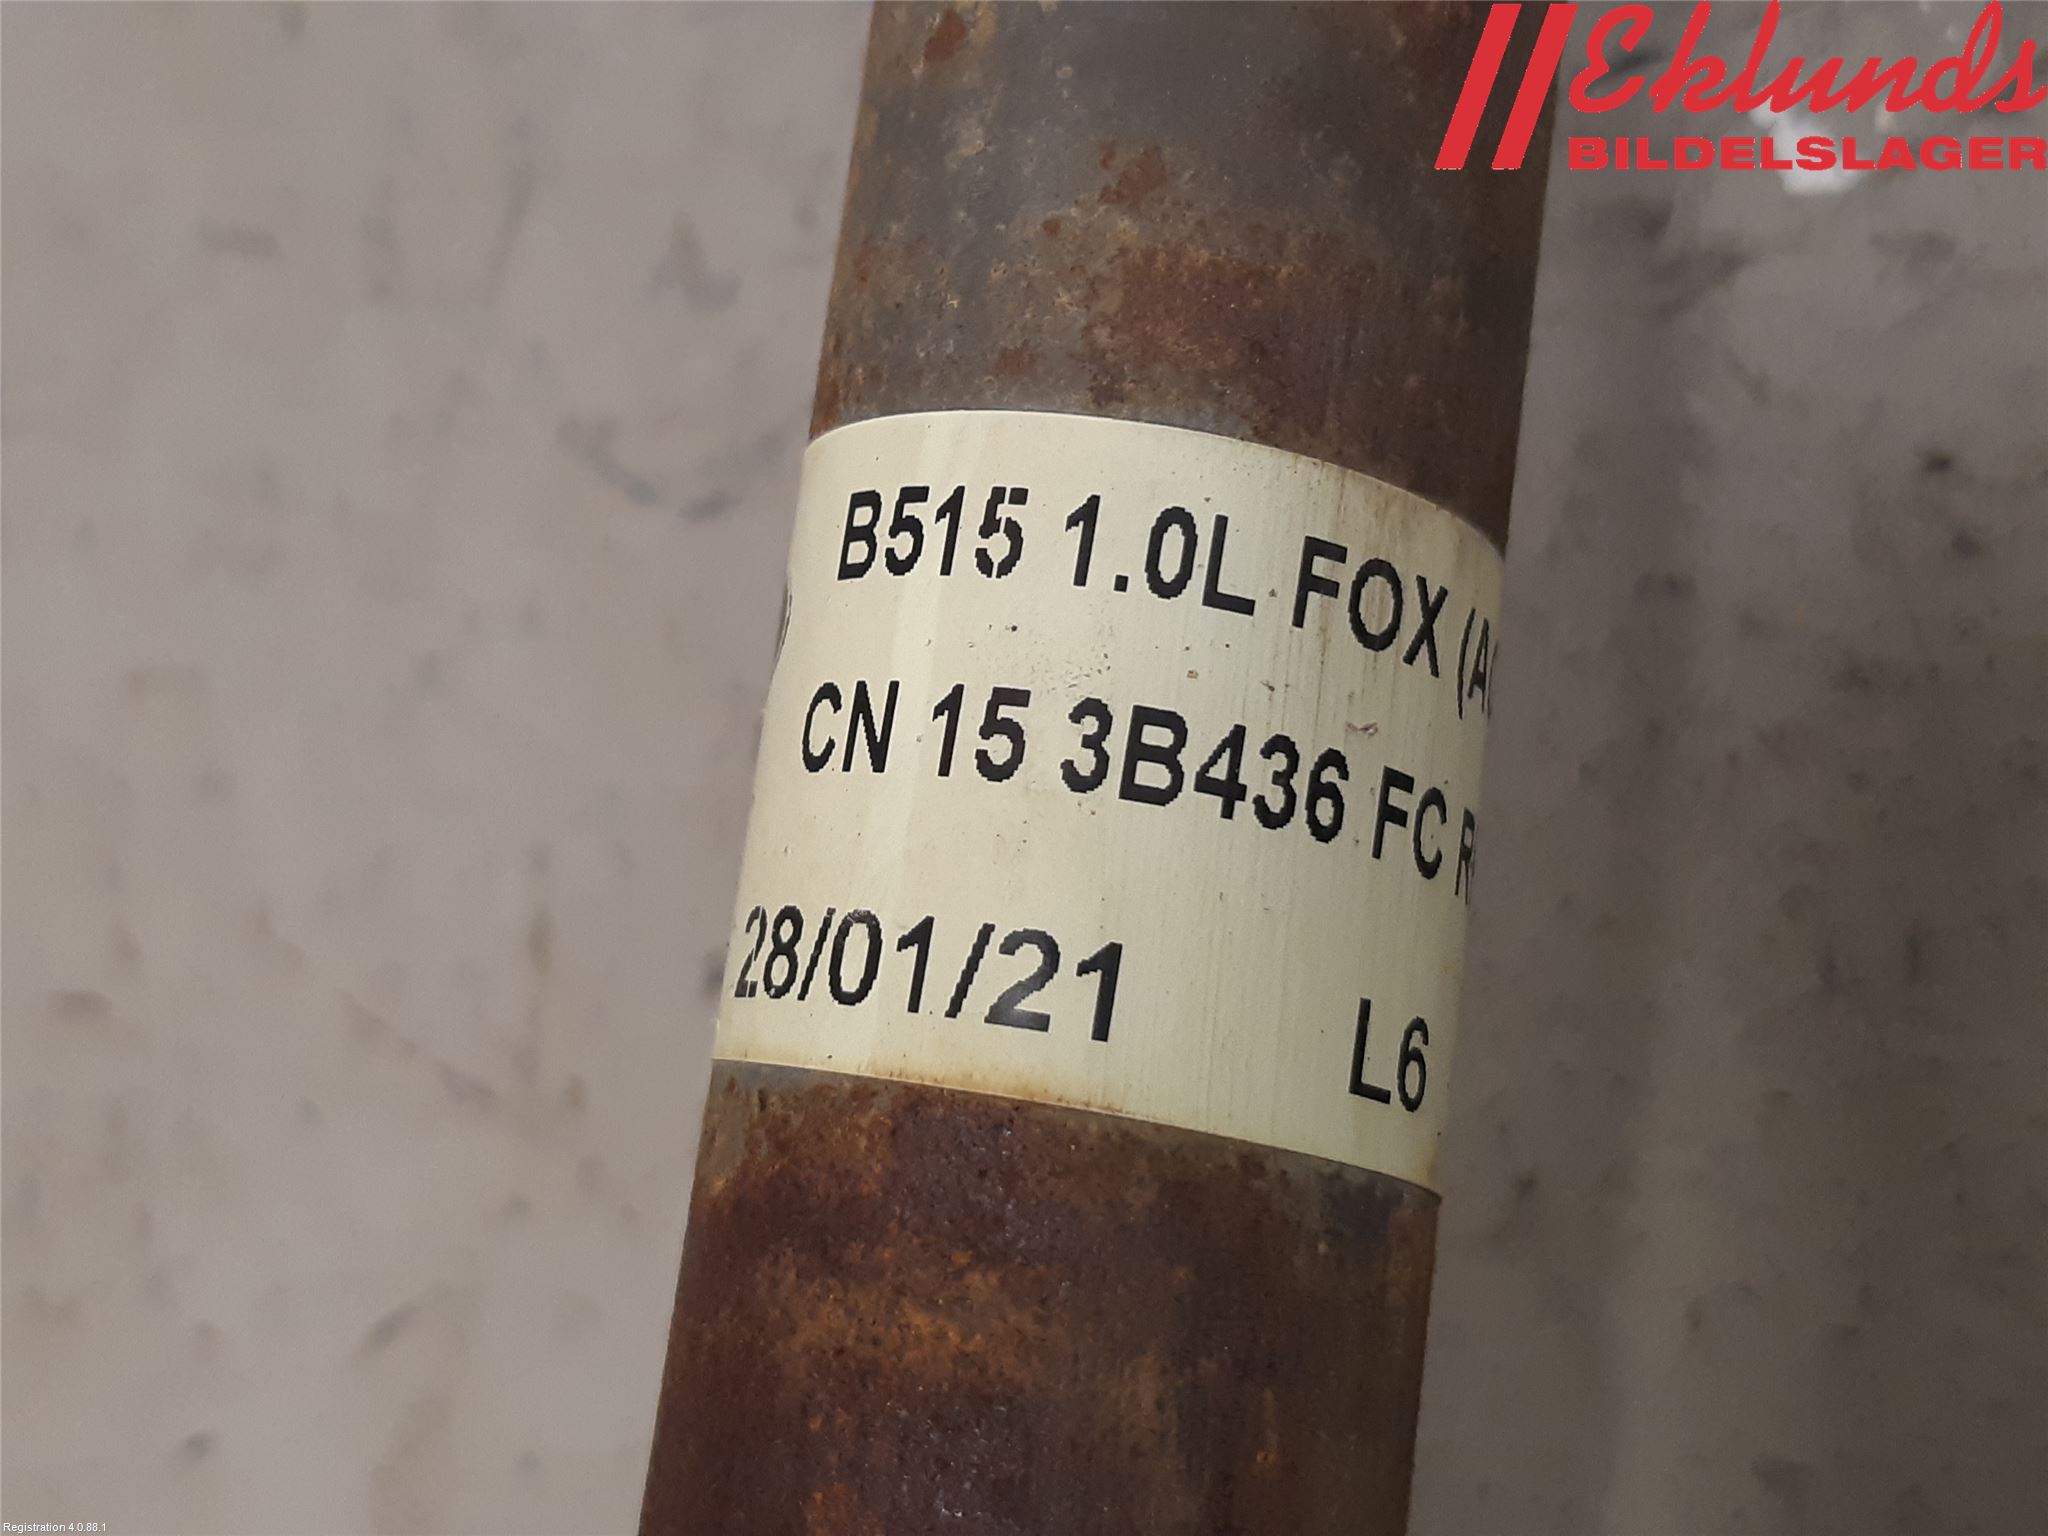 Eklunds
BILDELSLAGER
B515 1.0L FOX
CN 15 3B436 FC
28/01/21 L6
Registration 4.0.88.1